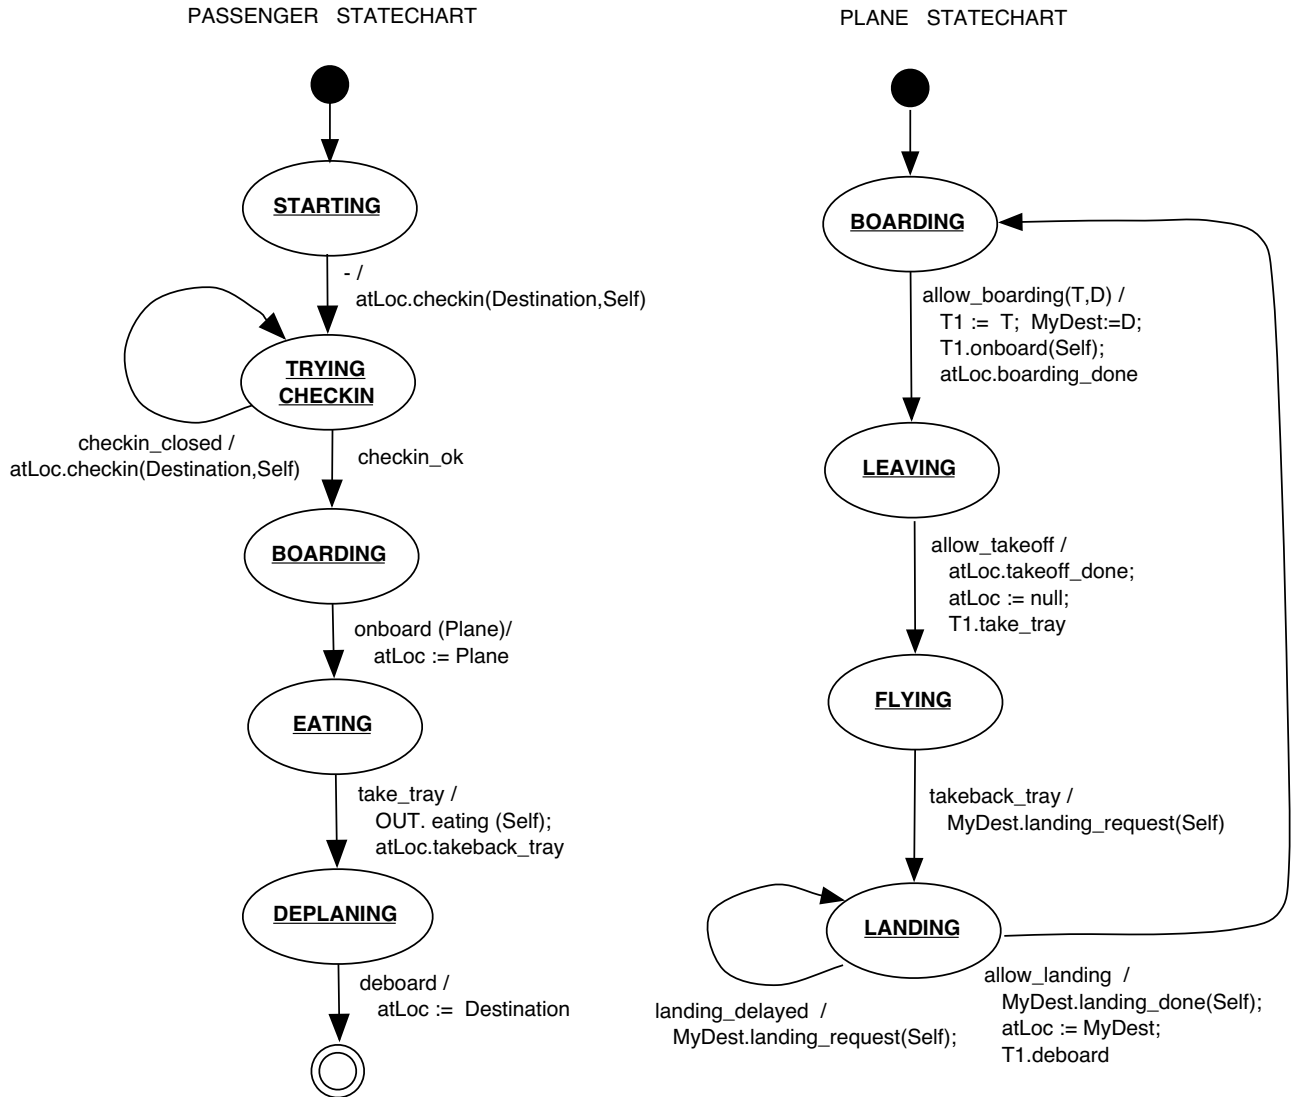 PASSENGER STATECHART
STARTING
- /
atLoc.checkin(Destination,Self)
TRYING
CHECKIN
checkin_closed /
atLoc.checkin(Destination,Self)
checkin_ok
BOARDING
onboard (Plane)/
atLoc := Plane
EATING
take_tray /
OUT. eating (Self);
atLoc.takeback_tray
DEPLANING
deboard /
atLoc := Destination
PLANE STATECHART
BOARDING
allow_boarding(T,D) /
T1 := T; MyDest:=D;
T1.onboard(Self);
atLoc.boarding_done
LEAVING
allow_takeoff /
atLoc.takeoff_done;
atLoc := null;
T1.take_tray
FLYING
takeback_tray /
MyDest.landing_request(Self)
LANDING
landing_delayed /
MyDest.landing_request(Self);
allow_landing /
MyDest.landing_done(Self);
atLoc := MyDest;
T1.deboard